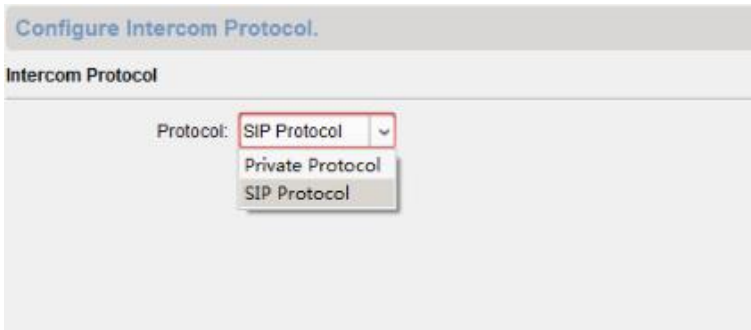 Configure Intercom Protocol.
Intercom Protocol
Protocol: SIP Protocol
Private Protocol
SIP Protocol